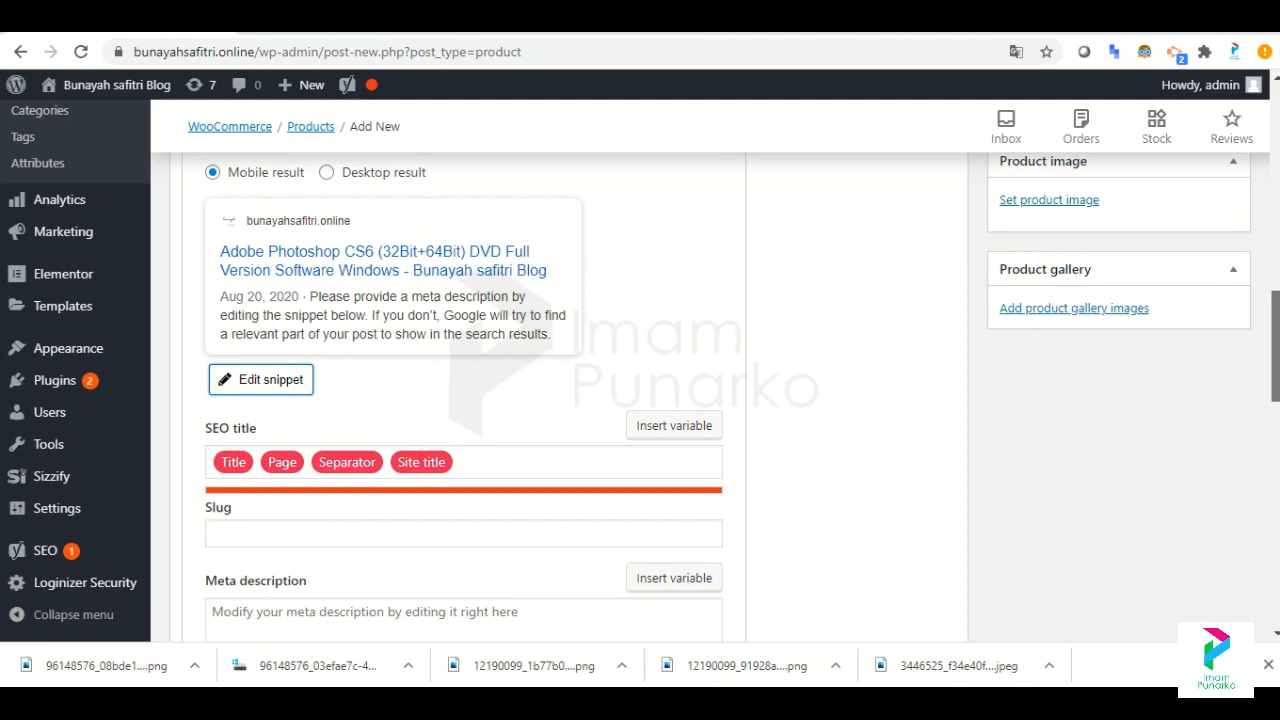 bunayahsafitri.online/wp-admin/post-new.php?post_type=product
2
Bunayah safitri Blog
7
0
New
Howdy, admin
Categories
Tags
Attributes
Analytics
Marketing
Elementor
Templates
Appearance
Plugins 2
Users
Tools
Sizzify
Settings
SEO 1
Loginizer Security
Collapse menu
WooCommerce / Products / Add New
Inbox
Orders
Stock
Reviews
Mobile result
Desktop result
bunayahsafitri.online
Adobe Photoshop CS6 (32Bit+64Bit) DVD Full
Version Software Windows - Bunayah safitri Blog
Aug 20, 2020 · Please provide a meta description by
editing the snippet below. If you don't, Google will try to find
a relevant part of your post to show in the search results.
Edit snippet
SEO title
Insert variable
Title Page Separator Site title
Slug
Meta description
Insert variable
Modify your meta description by editing it right here
Product image
Set product image
Product gallery
Add product gallery images
Imam
Punarko
96148576_08bde1....png
96148576_03efae7c-4...
12190099_1b77b0....png
12190099_91928a....png
3446525_f34e40f....jpeg
Imam
Punarko